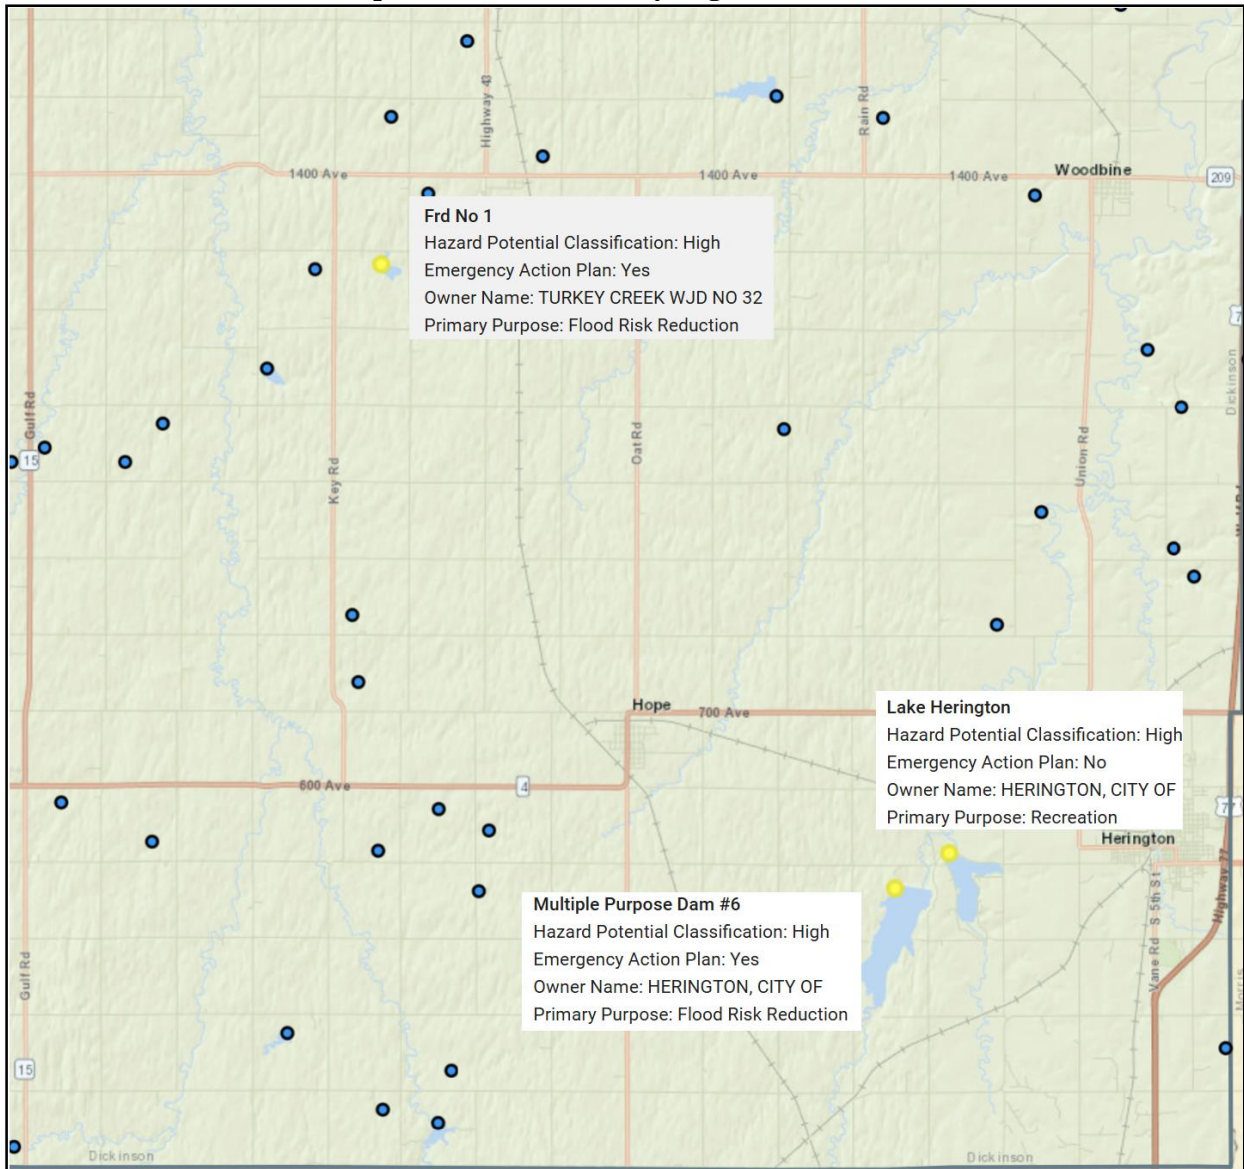 Highway 43
Rain Rd
1400 Ave
1400 Ave
1400 Ave
Woodbine
209
Frd No 1
Hazard Potential Classification: High
Emergency Action Plan: Yes
Owner Name: TURKEY CREEK WJD NO 32
Primary Purpose: Flood Risk Reduction
Gulf Rd
15
Key Rd
Oat Rd
Union Rd
Dickinson
Hope
700 Ave
600 Ave
4
Lake Herington
Hazard Potential Classification: High
Emergency Action Plan: No
Owner Name: HERINGTON, CITY OF
Primary Purpose: Recreation
77
Herington
Highway 77
S 5th St
Vane Rd
Multiple Purpose Dam #6
Hazard Potential Classification: High
Emergency Action Plan: Yes
Owner Name: HERINGTON, CITY OF
Primary Purpose: Flood Risk Reduction
Gulf Rd
Morris
15
Dickinson
Dickinson